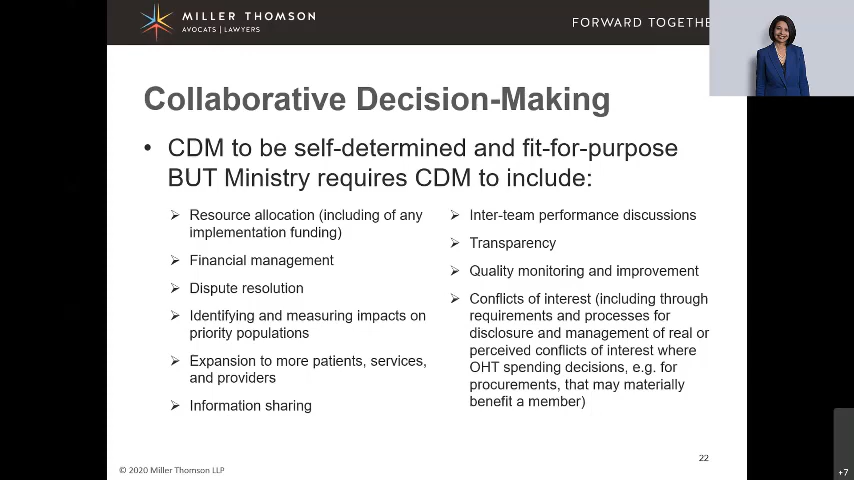 MILLER THOMSON
AVOCATS | LAWYERS
FORWARD TOGETHE
Collaborative Decision-Making
• CDM to be self-determined and fit-for-purpose
BUT Ministry requires CDM to include:
➢ Resource allocation (including of any
implementation funding)
➢ Financial management
➢ Dispute resolution
➢ Identifying and measuring impacts on
priority populations
➢ Expansion to more patients, services,
and providers
➢ Information sharing
➢ Inter-team performance discussions
➢ Transparency
➢ Quality monitoring and improvement
➢ Conflicts of interest (including through
requirements and processes for
disclosure and management of real or
perceived conflicts of interest where
OHT spending decisions, e.g. for
procurements, that may materially
benefit a member)
22
© 2020 Miller Thomson LLP
+7